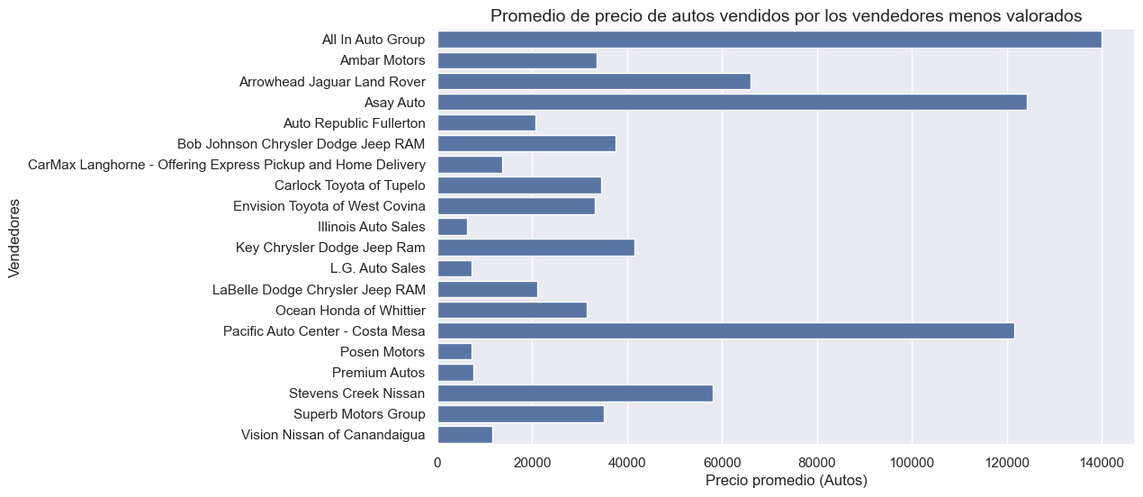 Promedio de precio de autos vendidos por los vendedores menos valorados
Vendedores
All In Auto Group
Ambar Motors
Arrowhead Jaguar Land Rover
Asay Auto
Auto Republic Fullerton
Bob Johnson Chrysler Dodge Jeep RAM
CarMax Langhorne - Offering Express Pickup and Home Delivery
Carlock Toyota of Tupelo
Envision Toyota of West Covina
Illinois Auto Sales
Key Chrysler Dodge Jeep Ram
L.G. Auto Sales
LaBelle Dodge Chrysler Jeep RAM
Ocean Honda of Whittier
Pacific Auto Center - Costa Mesa
Posen Motors
Premium Autos
Stevens Creek Nissan
Superb Motors Group
Vision Nissan of Canandaigua
0 20000 40000 60000 80000 100000 120000 140000
Precio promedio (Autos)